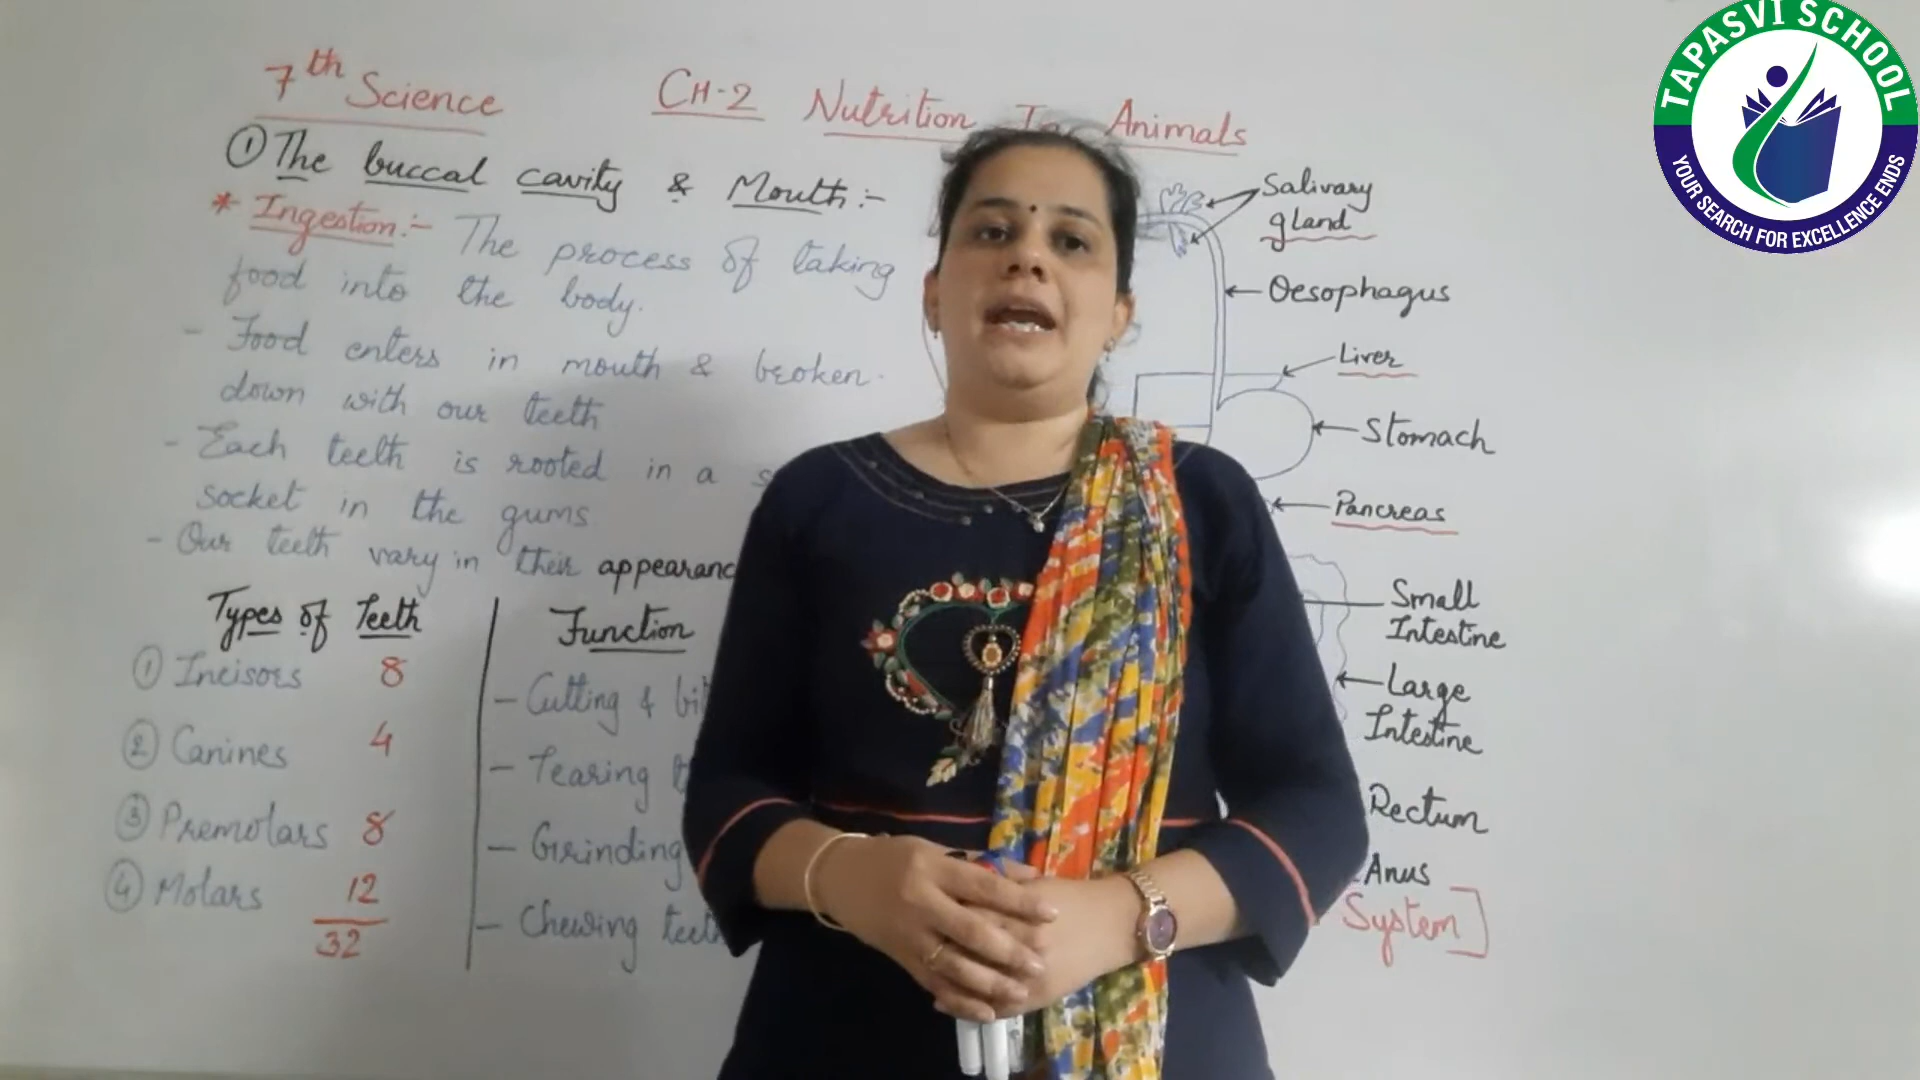 7th Science CH-2 Nutrition In Animals
① The buccal cavity & Mouth:-
* Ingestion:- The process of taking
food into the body.
- Food enters in mouth & broken
down with our teeth
- Each teeth is rooted in a s
socket in the gums
- Our teeth vary in their appearanc
Types of Teeth
Function
① Incisors 8
- Cutting & bit
② Canines 4
- Tearing t
③ Premolars 8
- Grinding
④ Molars 12
- Chewing teet
32
Salivary
gland
Oesophagus
Liver
Stomach
Pancreas
Small
Intestine
Large
Intestine
Rectum
Anus
System]
TAPASVI SCHOOL
YOUR SEARCH FOR EXCELLENCE ENDS